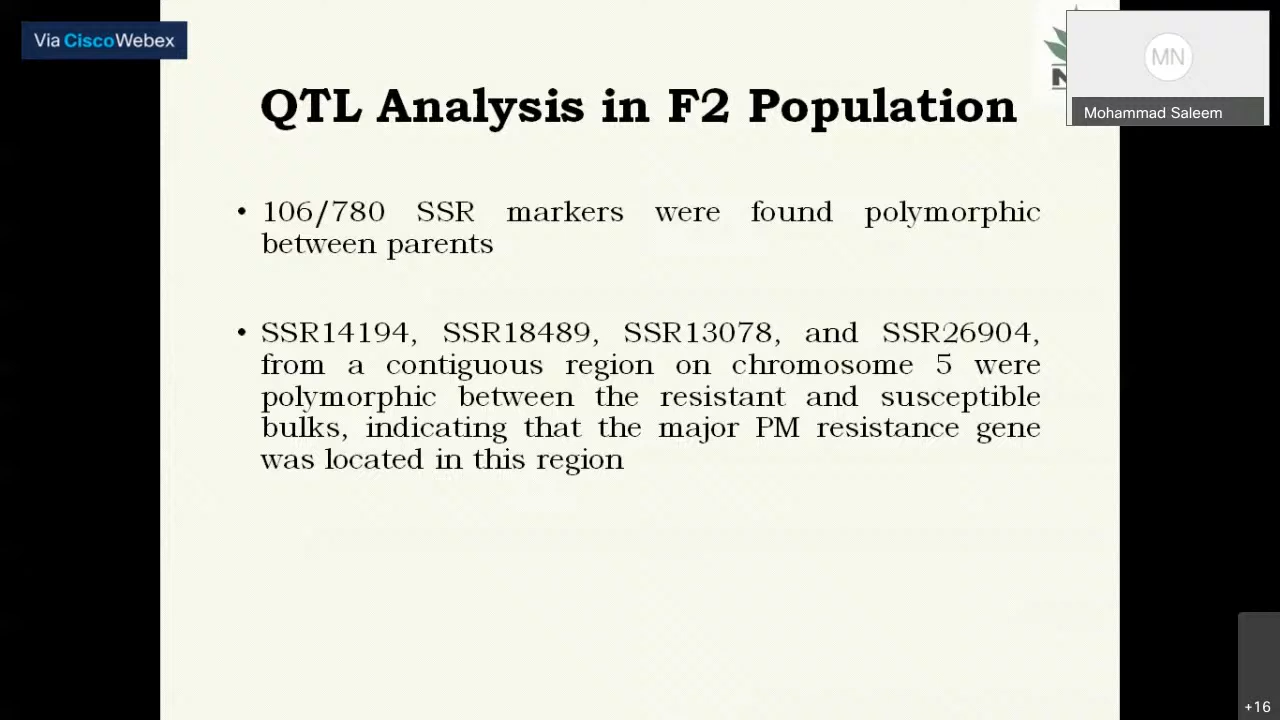 Via CiscoWebex
MN
Mohammad Saleem
QTL Analysis in F2 Population
• 106/780 SSR markers were found polymorphic
between parents
• SSR14194, SSR18489, SSR13078, and SSR26904,
from a contiguous region on chromosome 5 were
polymorphic between the resistant and susceptible
bulks, indicating that the major PM resistance gene
was located in this region
+16